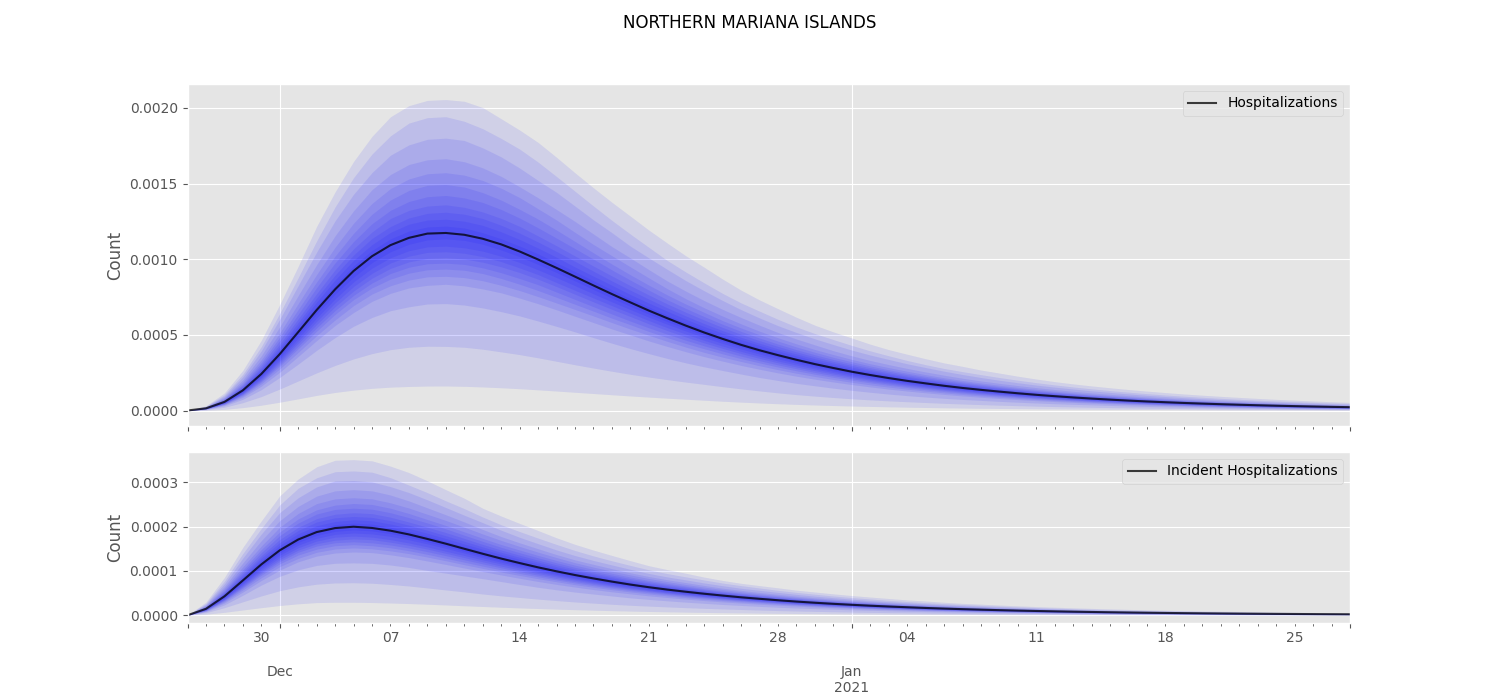 NORTHERN MARIANA ISLANDS
Hospitalizations
0.0020
0.0015
0.0010
0.0005
0.0000
Count
Incident Hospitalizations
0.0003
0.0002
0.0001
0.0000
Count
30 07 14 21 28 04 11 18 25
Dec Jan
2021